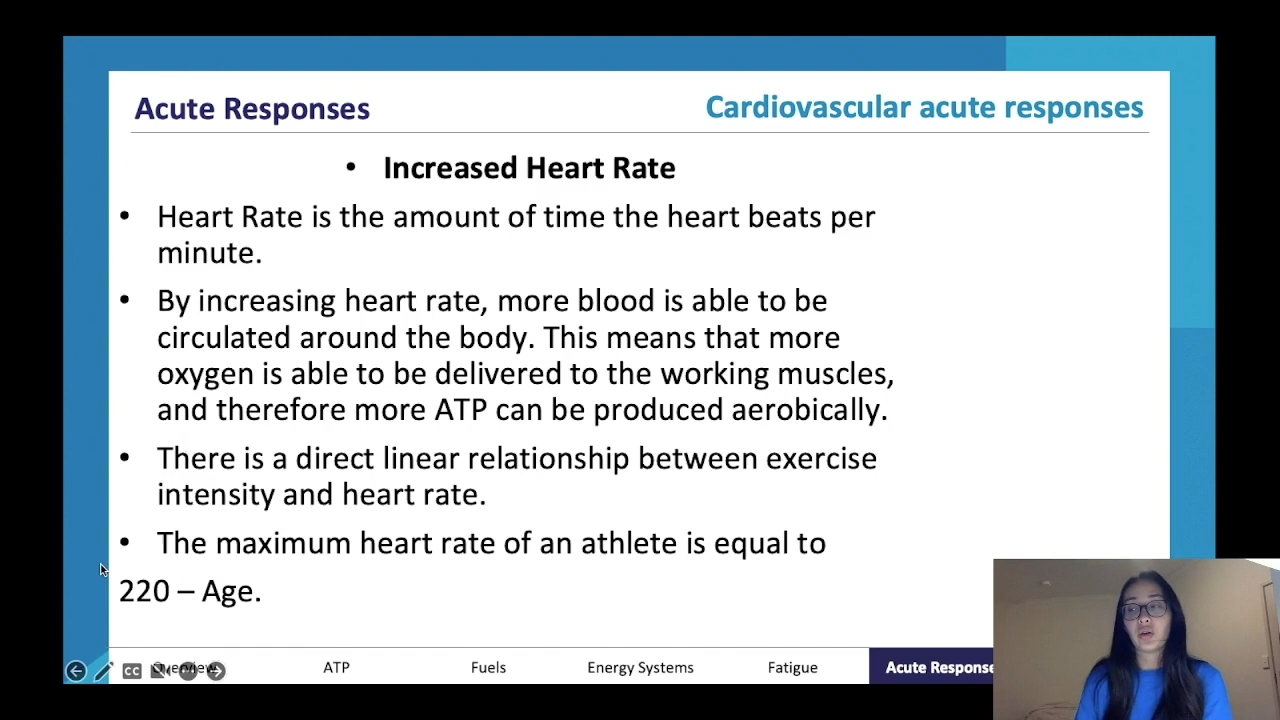 Acute Responses
Cardiovascular acute responses
• Increased Heart Rate
• Heart Rate is the amount of time the heart beats per
minute.
• By increasing heart rate, more blood is able to be
circulated around the body. This means that more
oxygen is able to be delivered to the working muscles,
and therefore more ATP can be produced aerobically.
• There is a direct linear relationship between exercise
intensity and heart rate.
• The maximum heart rate of an athlete is equal to
220 – Age.
CC
Overview
ATP
Fuels
Energy Systems
Fatigue
Acute Response